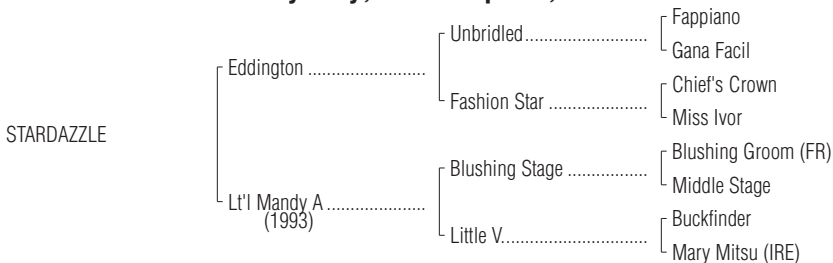 Fappiano
Unbridled..........................
Gana Facil
Eddington .........................
Chief's Crown
Fashion Star .....................
Miss Ivor
STARDAZZLE
Blushing Groom (FR)
Blushing Stage .................
Middle Stage
Lt'l Mandy A .....................
(1993)
Buckfinder
Little V...............................
Mary Mitsu (IRE)